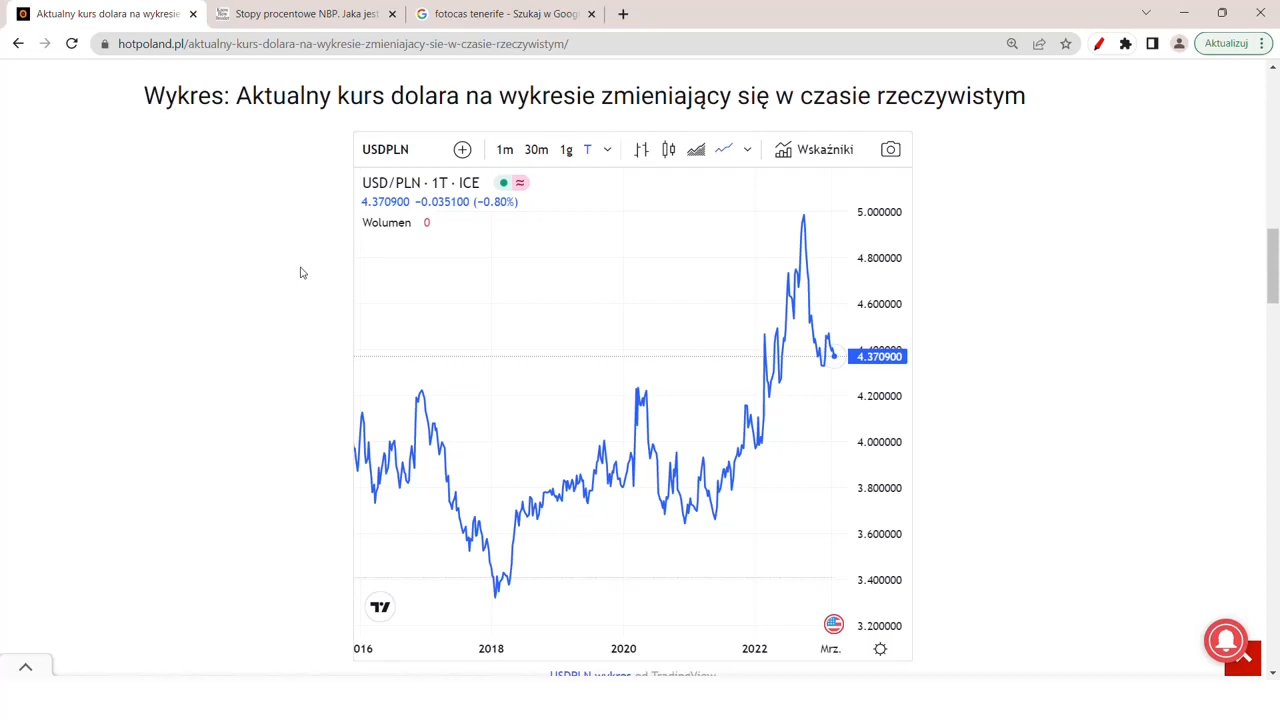 Aktualny kurs dolara na wykresie
Stopy procentowe NBP. Jaka jest
fotocas tenerife - Szukaj w Goog
hotpoland.pl/aktualny-kurs-dolara-na-wykresie-zmieniajacy-sie-w-czasie-rzeczywistym/
Aktualizuj
Wykres: Aktualny kurs dolara na wykresie zmieniający się w czasie rzeczywistym
USDPLN 1m 30m 1g T Wskaźniki
USD/PLN · 1T · ICE
4.370900 −0.035100 (−0.80%)
Wolumen 0
5.000000
4.800000
4.600000
4.370900
4.200000
4.000000
3.800000
3.600000
3.400000
3.200000
016 2018 2020 2022 Mrz.
USDPLN wykres od TradingView